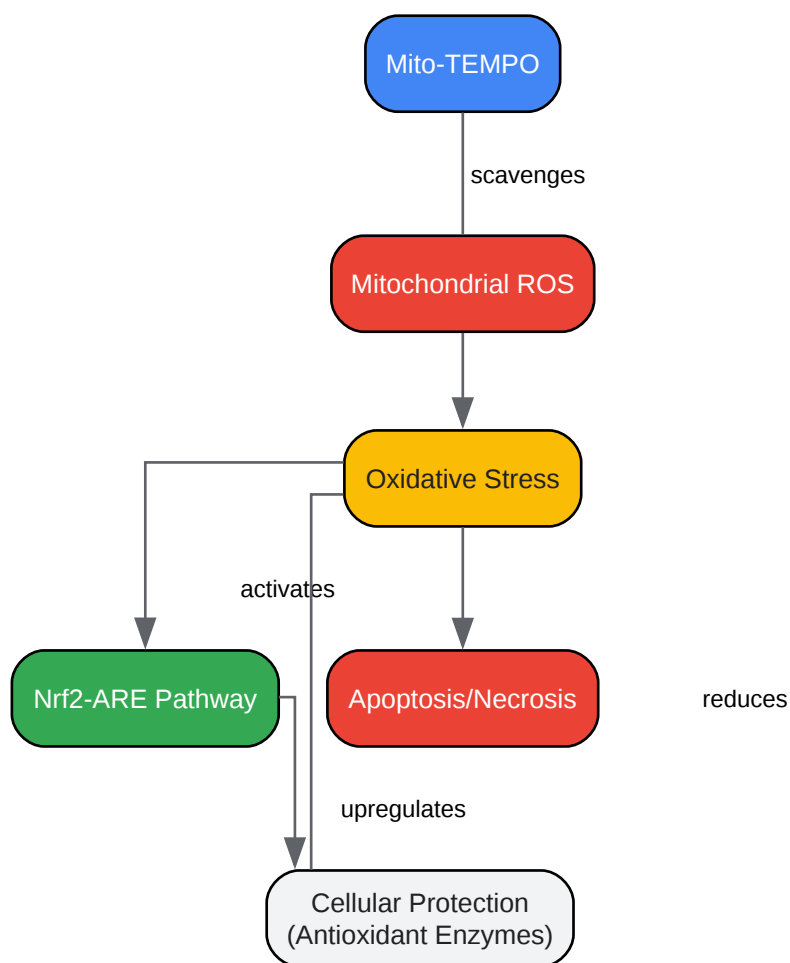 Mito-TEMPO
scavenges
Mitochondrial ROS
Oxidative Stress
activates
Nrf2-ARE Pathway
Apoptosis/Necrosis
reduces
upregulates
Cellular Protection
(Antioxidant Enzymes)